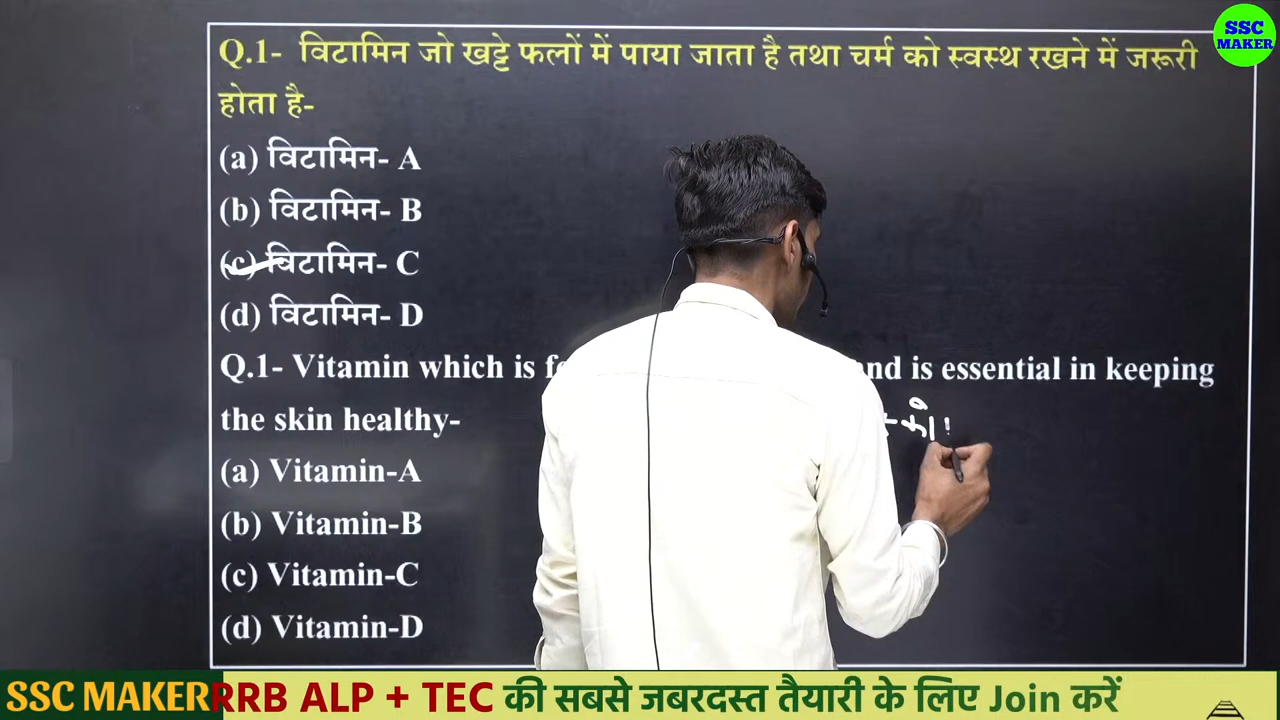 SSC
MAKER
Q.1- विटामिन जो खट्टे फलों में पाया जाता है तथा चर्म को स्वस्थ रखने में जरूरी
होता है-
(a) विटामिन- A
(b) विटामिन- B
(c) विटामिन- C
(d) विटामिन- D
Q.1- Vitamin which is and is essential in keeping
the skin healthy-
(a) Vitamin-A
(b) Vitamin-B
(c) Vitamin-C
(d) Vitamin-D
SSC MAKER RRB ALP + TEC की सबसे जबरदस्त तैयारी के लिए Join करें